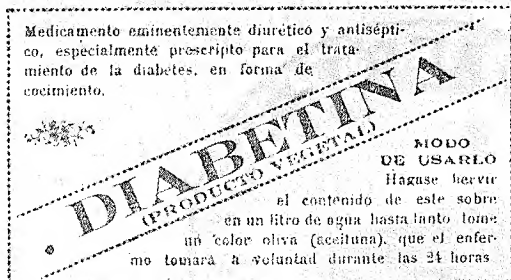 Medicamento eminentemente diurético y antisépti-
co, especialmente prescripto para el trata-
miento de la diabetes, en forma de
cocimiento.
DIABETINA
(PRODUCTO VEGETAL)
MODO
DE USARLO
Hágase hervir
el contenido de este sobre
en un litro de agua hasta tanto tome
un color oliva (aceituna), que el enfer-
mo tomará a voluntad durante las 24 horas